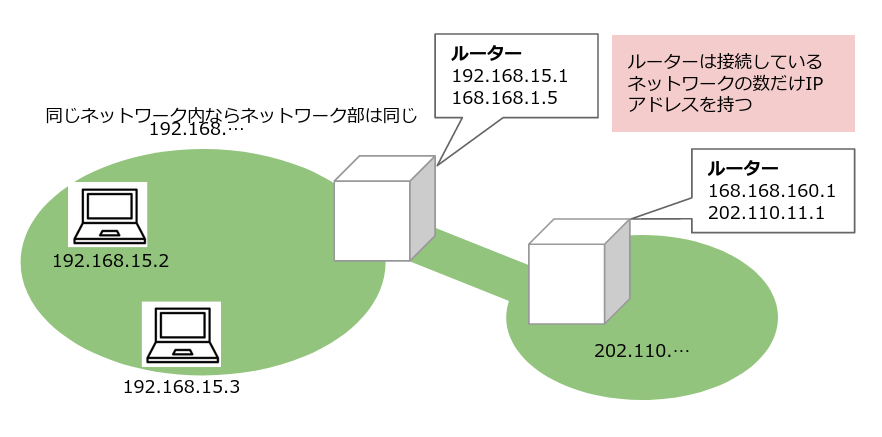 ルーター
192.168.15.1
168.168.1.5
ルーターは接続している
ネットワークの数だけIP
アドレスを持つ
同じネットワーク内ならネットワーク部は同じ
192.168.…
ルーター
168.168.160.1
202.110.11.1
192.168.15.2
202.110.…
192.168.15.3